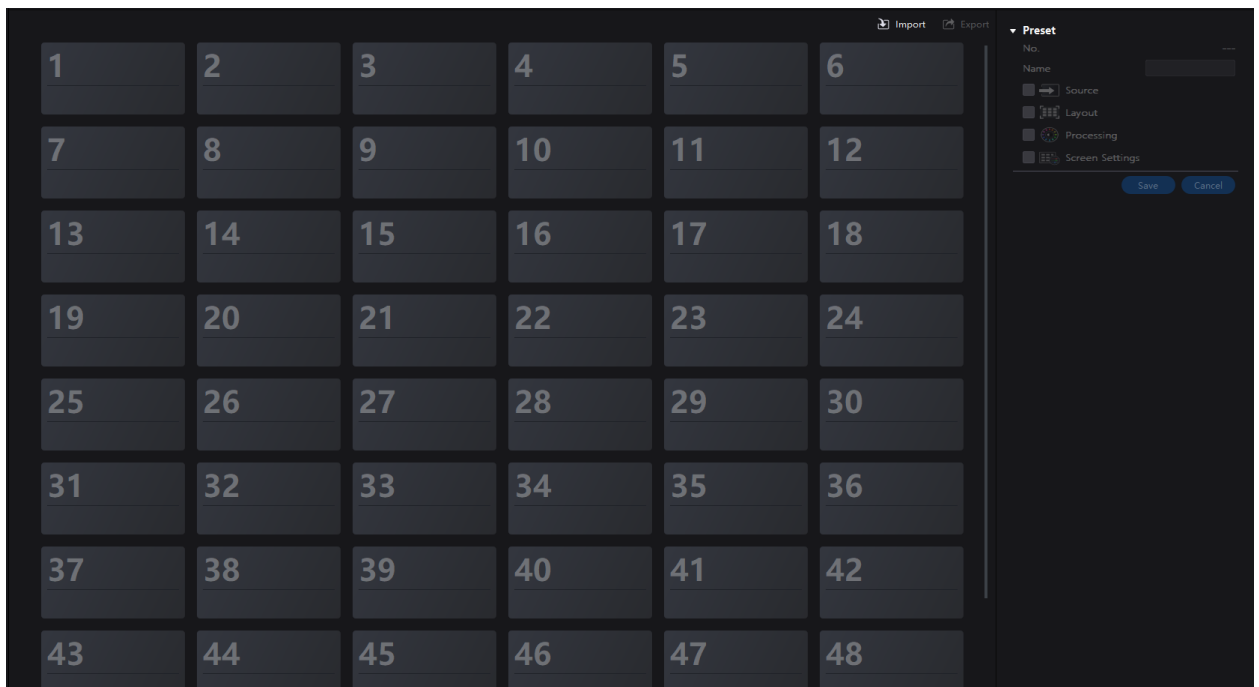 Import Export
1 2 3 4 5 6
7 8 9 10 11 12
13 14 15 16 17 18
19 20 21 22 23 24
25 26 27 28 29 30
31 32 33 34 35 36
37 38 39 40 41 42
43 44 45 46 47 48
Preset
No. ---
Name
Source
Layout
Processing
Screen Settings
Save Cancel